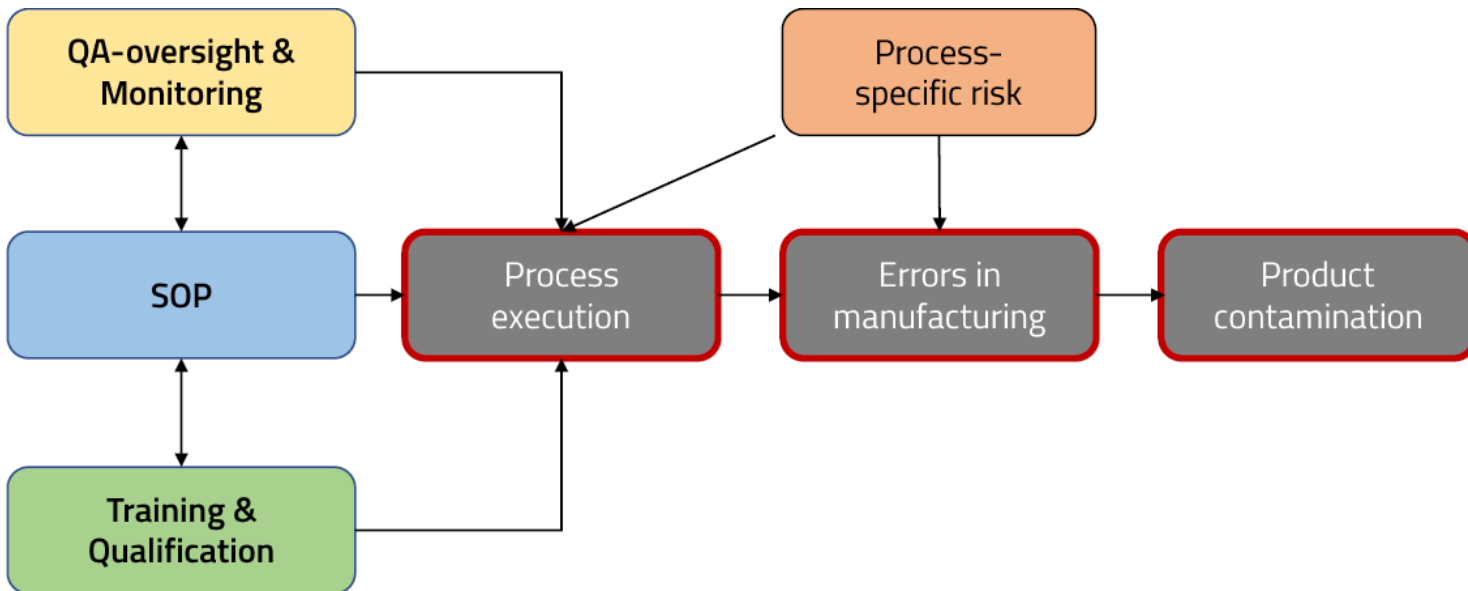 QA-oversight &
Monitoring
Process-
specific risk
SOP
Process
execution
Errors in
manufacturing
Product
contamination
Training &
Qualification